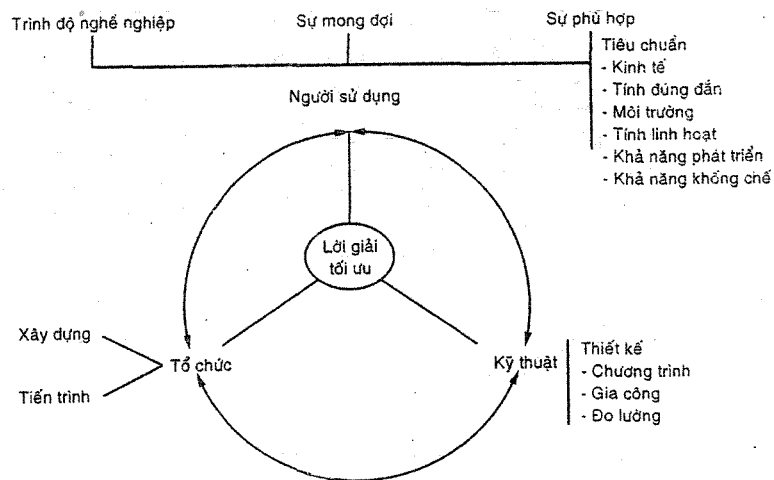 Trình độ nghề nghiệp
Sự mong đợi
Sự phù hợp
Tiêu chuẩn
- Kinh tế
- Tính đúng đắn
- Môi trường
- Tính linh hoạt
- Khả năng phát triển
- Khả năng khống chế
Người sử dụng
Lời giải
tối ưu
Xây dựng
Tổ chức
Tiến trình
Kỹ thuật
Thiết kế
- Chương trình
- Gia công
- Đo lường